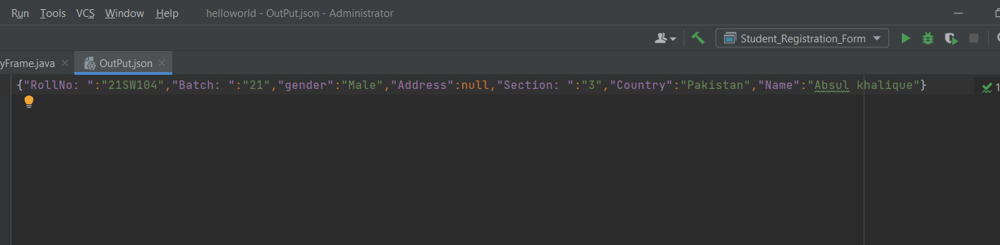 Run Tools VCS Window Help helloworld - OutPut.json - Administrator
Student_Registration_Form
yFrame.java OutPut.json
{"RollNo: ":"21SW104","Batch: ":"21","gender":"Male","Address":null,"Section: ":"3","Country":"Pakistan","Name":"Absul khalique"} 1